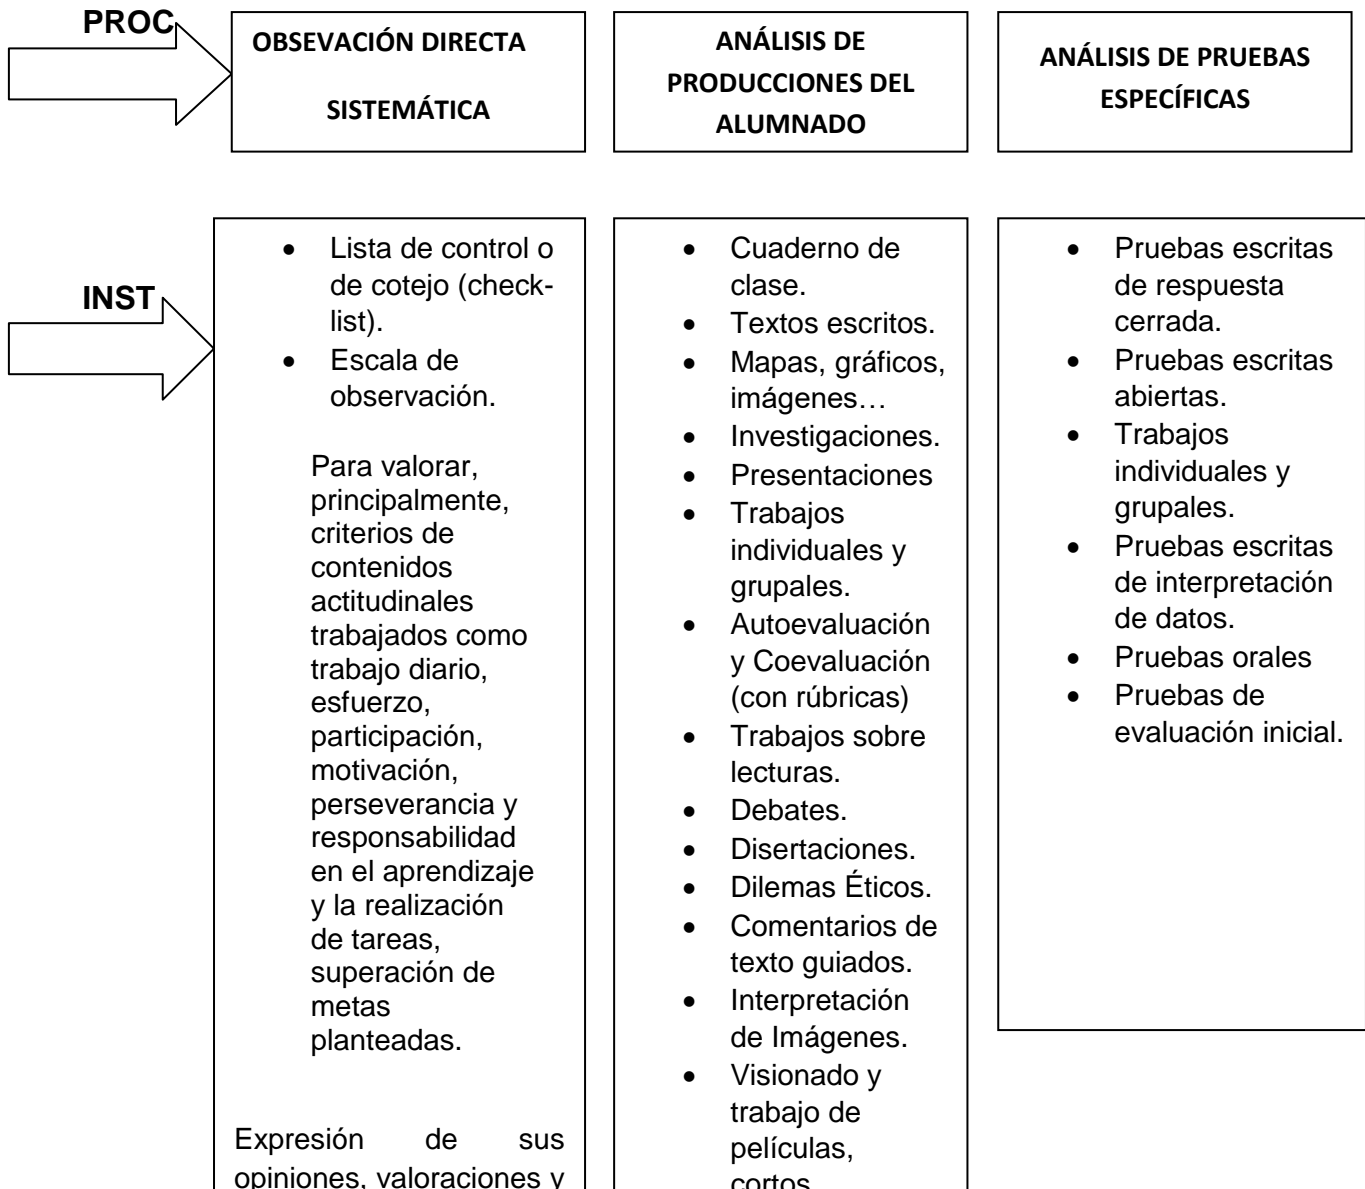 PROC
OBSEVACIÓN DIRECTA
SISTEMÁTICA
ANÁLISIS DE
PRODUCCIONES DEL
ALUMNADO
ANÁLISIS DE PRUEBAS
ESPECÍFICAS
INST
• Lista de control o
de cotejo (check-
list).
• Escala de
observación.
Para valorar,
principalmente,
criterios de
contenidos
actitudinales
trabajados como
trabajo diario,
esfuerzo,
participación,
motivación,
perseverancia y
responsabilidad
en el aprendizaje
y la realización
de tareas,
superación de
metas
planteadas.
Expresión de sus
opiniones, valoraciones y
• Cuaderno de
clase.
• Textos escritos.
• Mapas, gráficos,
imágenes…
• Investigaciones.
• Presentaciones
• Trabajos
individuales y
grupales.
• Autoevaluación
y Coevaluación
(con rúbricas)
• Trabajos sobre
lecturas.
• Debates.
• Disertaciones.
• Dilemas Éticos.
• Comentarios de
texto guiados.
• Interpretación
de Imágenes.
• Visionado y
trabajo de
películas,
cortos
• Pruebas escritas
de respuesta
cerrada.
• Pruebas escritas
abiertas.
• Trabajos
individuales y
grupales.
• Pruebas escritas
de interpretación
de datos.
• Pruebas orales
• Pruebas de
evaluación inicial.